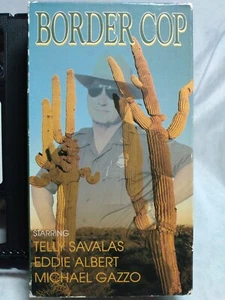 BORDER COP
STARRING
TELLY SAVALAS
EDDIE ALBERT
MICHAEL GAZZO